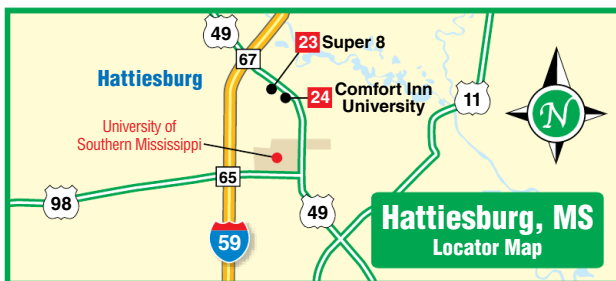 49
23 Super 8
67
Hattiesburg
24 Comfort Inn
University
11
N
University of
Southern Mississippi
65
98
49
59
Hattiesburg, MS
Locator Map